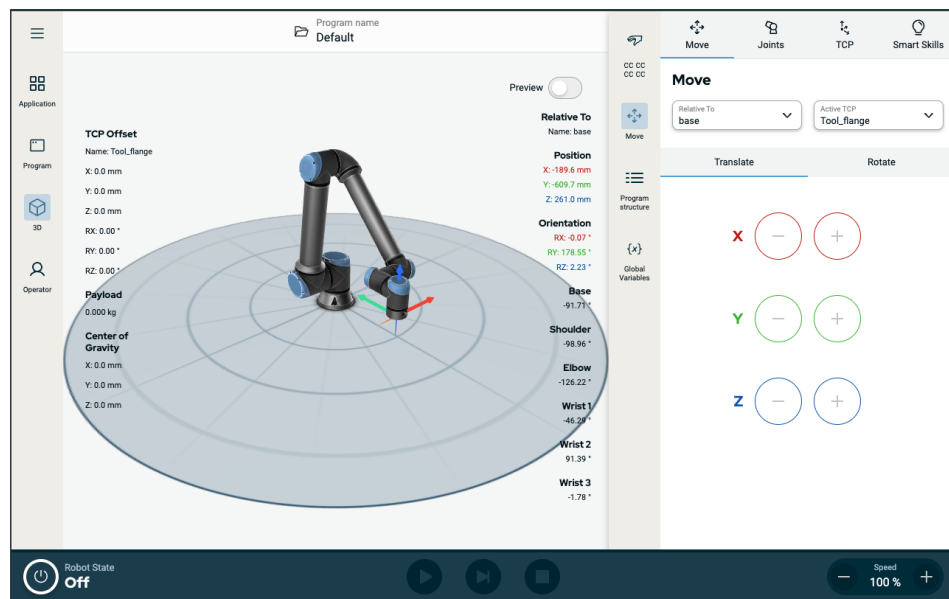 Program name
Default
Application
Program
3D
Operator
Preview
TCP Offset
Name: Tool_flange
X: 0.0 mm
Y: 0.0 mm
Z: 0.0 mm
RX: 0.00 °
RY: 0.00 °
RZ: 0.00 °
Payload
0.000 kg
Center of
Gravity
X: 0.0 mm
Y: 0.0 mm
Z: 0.0 mm
Relative To
Name: base
Position
X: -189.6 mm
Y: -609.7 mm
Z: 261.0 mm
Orientation
RX: -0.07 °
RY: 178.55 °
RZ: 2.23 °
Base
-91.71 °
Shoulder
-98.96 °
Elbow
-126.22 °
Wrist 1
-46.29 °
Wrist 2
91.39 °
Wrist 3
-1.78 °
CC CC
CC CC
Move
Program
structure
{x}
Global
Variables
Move
Joints
TCP
Smart Skills
Move
Relative To
base
Active TCP
Tool_flange
Translate
Rotate
X − +
Y − +
Z − +
Robot State
Off
Speed
− 100 % +